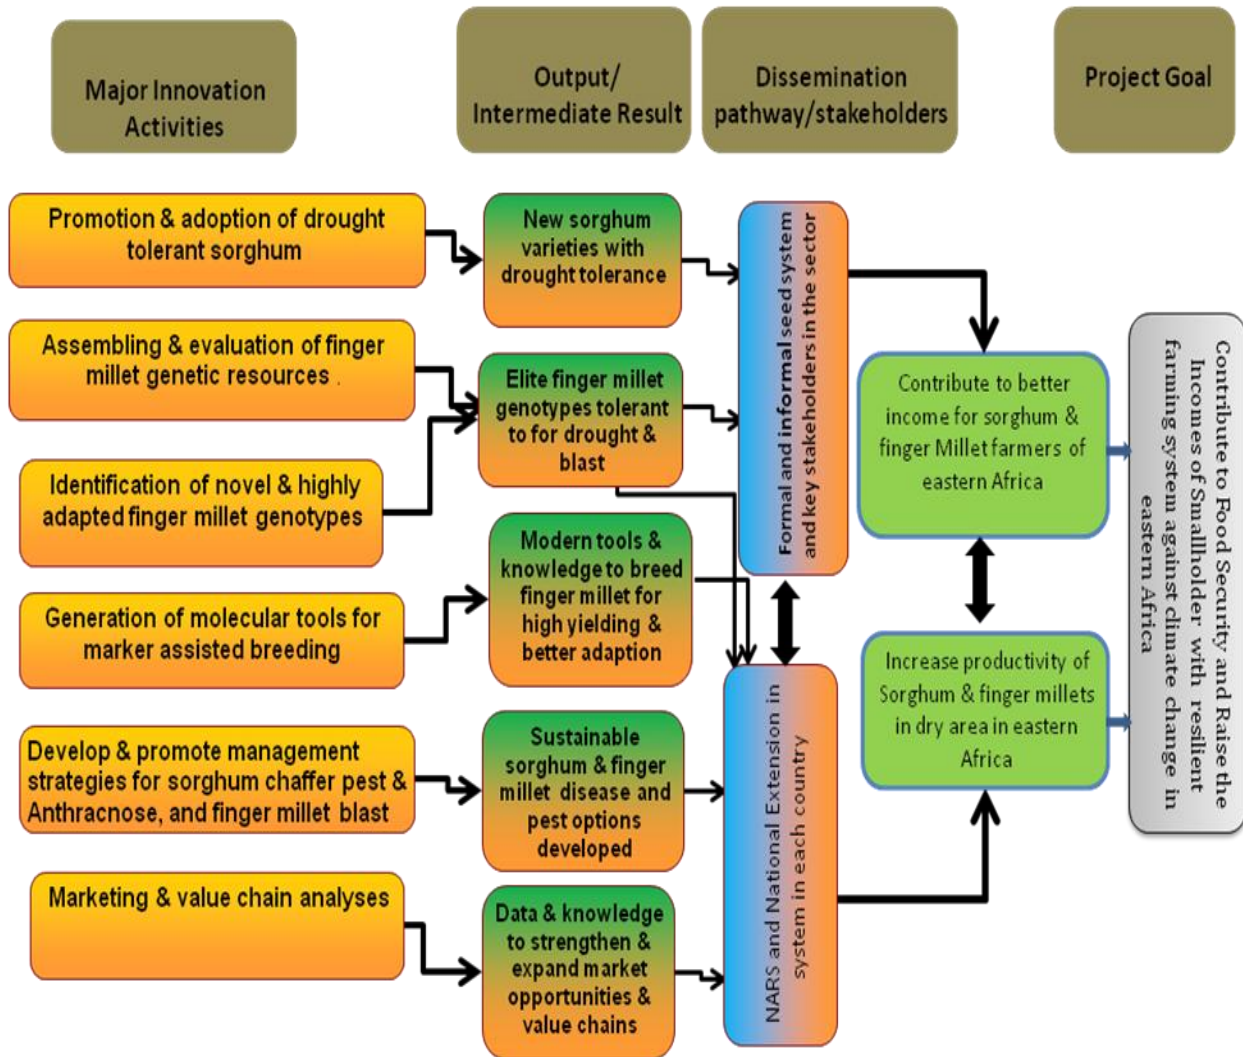 Major Innovation
Activities
Output/
Intermediate Result
Dissemination
pathway/stakeholders
Project Goal
Promotion & adoption of drought
tolerant sorghum
Assembling & evaluation of finger
millet genetic resources .
Identification of novel & highly
adapted finger millet genotypes
Generation of molecular tools for
marker assisted breeding
Develop & promote management
strategies for sorghum chaffer pest &
Anthracnose, and finger millet blast
Marketing & value chain analyses
New sorghum
varieties with
drought tolerance
Elite finger millet
genotypes tolerant
to for drought &
blast
Modern tools &
knowledge to breed
finger millet for
high yielding &
better adaption
Sustainable
sorghum & finger
millet disease and
pest options
developed
Data & knowledge
to strengthen &
expand market
opportunities &
value chains
Formal and informal seed system
and key stakeholders in the sector
NARS and National Extension in
system in each country
Contribute to better
income for sorghum &
finger Millet farmers of
eastern Africa
Increase productivity of
Sorghum & finger millets
in dry area in eastern
Africa
Contribute to Food Security and Raise the
Incomes of Smallholder with resilient
farming system against climate change in
eastern Africa